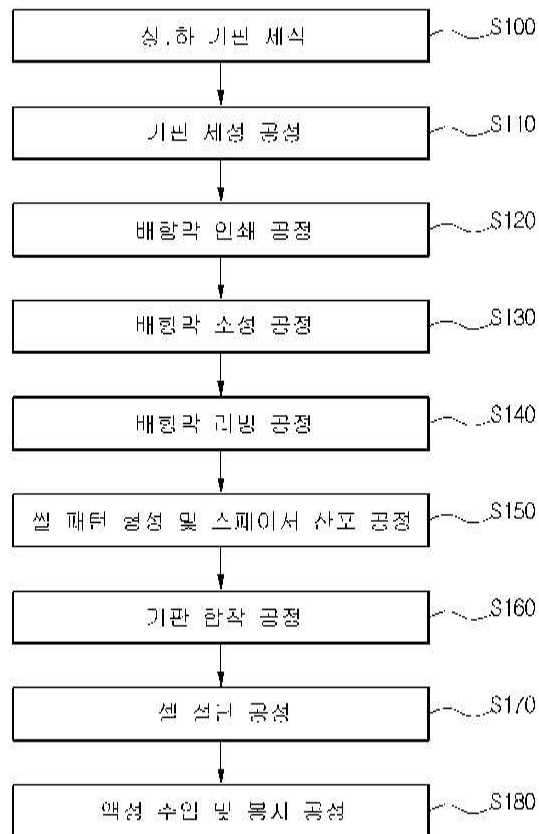 상.하 기판 제작
S100
기판 세정 공정
S110
배향막 인쇄 공정
S120
배향막 소성 공정
S130
배향막 러빙 공정
S140
씰 패턴 형성 및 스페이서 산포 공정
S150
기판 합착 공정
S160
셀 절단 공정
S170
액정 주입 및 봉지 공정
S180